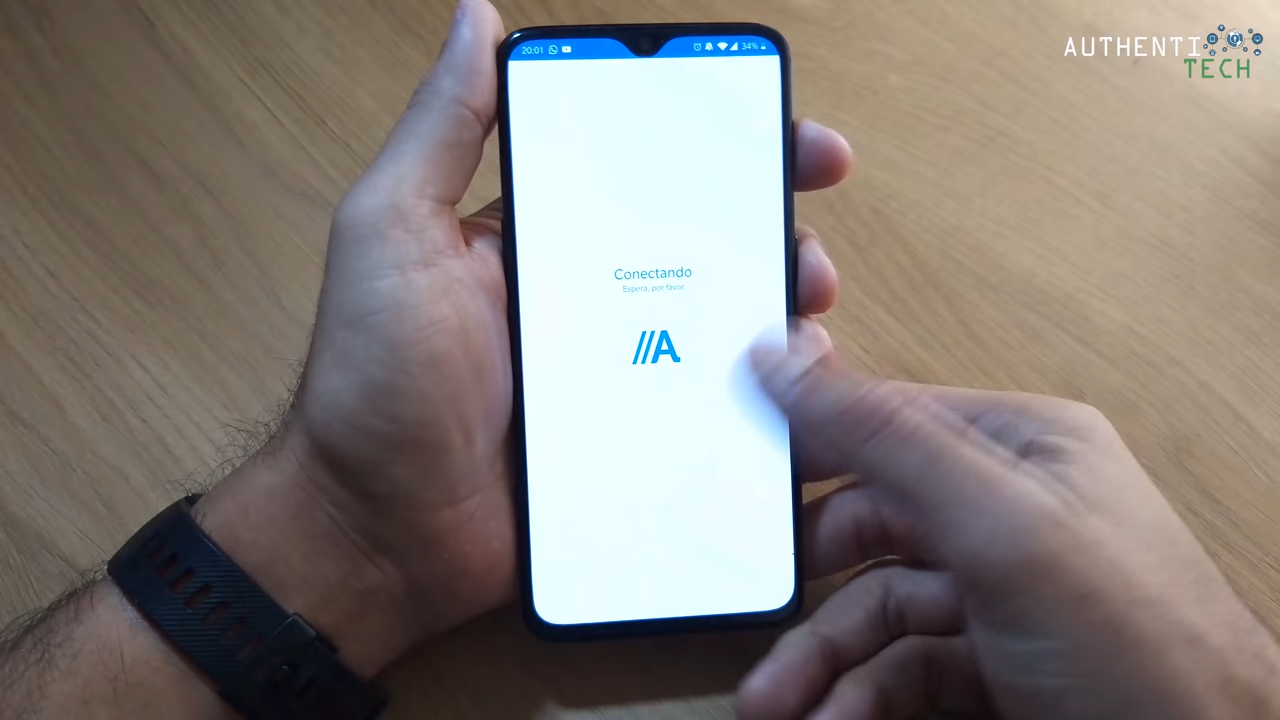 AUTHENTI
TECH
20:01
34%
Conectando
Espera, por favor
//A